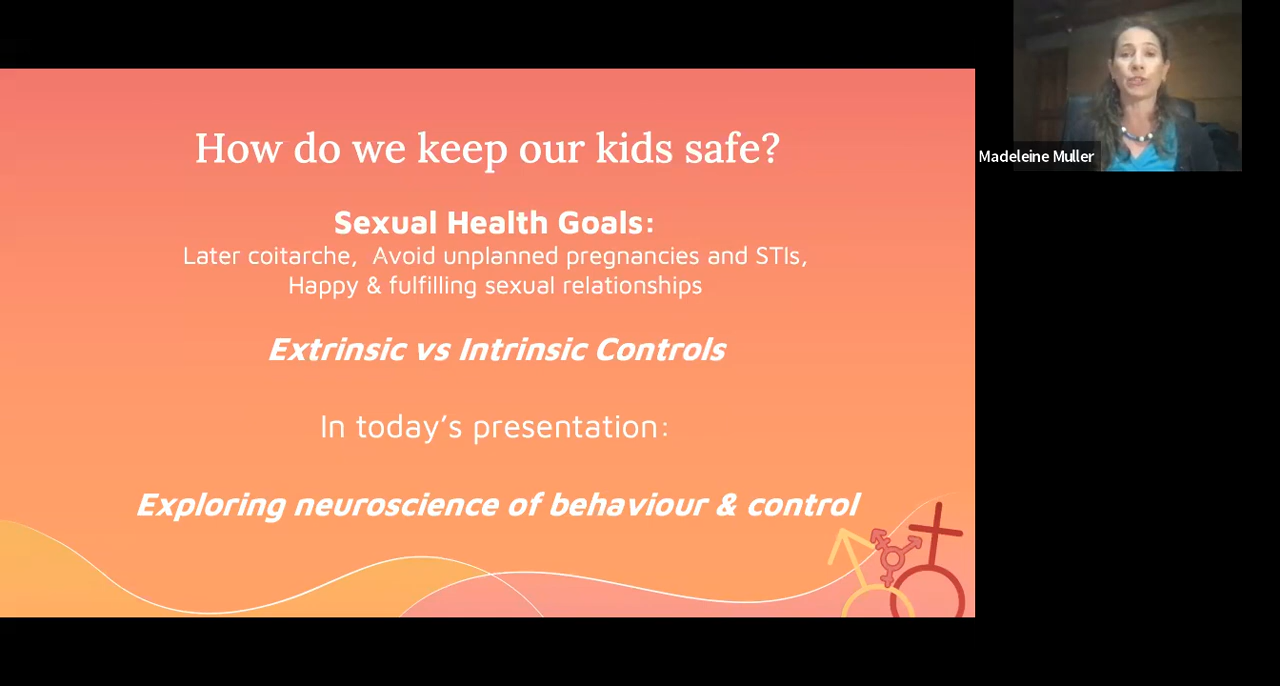 How do we keep our kids safe?
Sexual Health Goals:
Later coitarche,  Avoid unplanned pregnancies and STIs,
Happy & fulfilling sexual relationships
Extrinsic vs Intrinsic Controls
In today’s presentation:
Exploring neuroscience of behaviour & control
Madeleine Muller